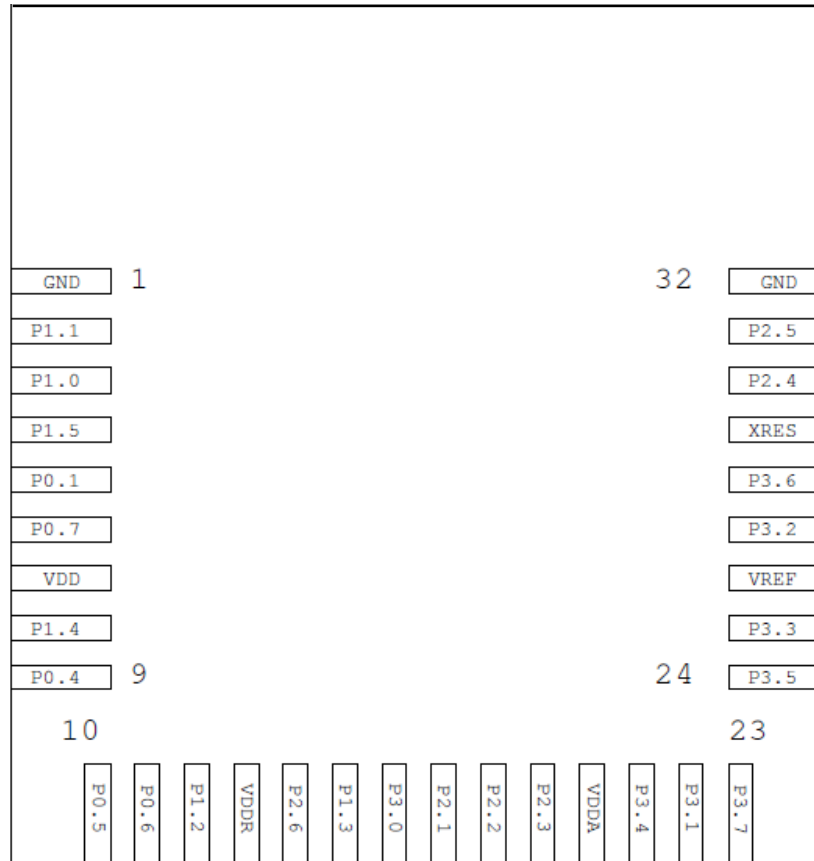 GND 1 32 GND
P1.1 P2.5
P1.0 P2.4
P1.5 XRES
P0.1 P3.6
P0.7 P3.2
VDD VREF
P1.4 P3.3
P0.4 9 24 P3.5
10 23
P0.5 P0.6 P1.2 VDDR P2.6 P1.3 P3.0 P2.1 P2.2 P2.3 VDDA P3.4 P3.1 P3.7